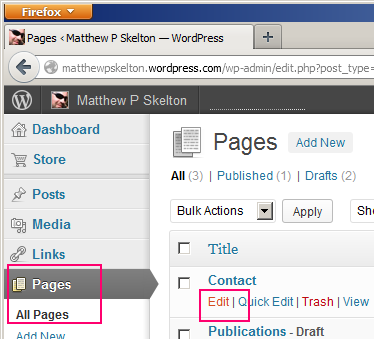 Firefox
Pages ‹ Matthew P Skelton — WordPress
matthewpskelton.wordpress.com/wp-admin/edit.php?post_type=
Matthew P Skelton
Dashboard
Store
Posts
Media
Links
Pages
All Pages
Add New
Pages Add New
All (3) | Published (1) | Drafts (2)
Bulk Actions Apply
Title
Contact
Edit | Quick Edit | Trash | View
Publications - Draft